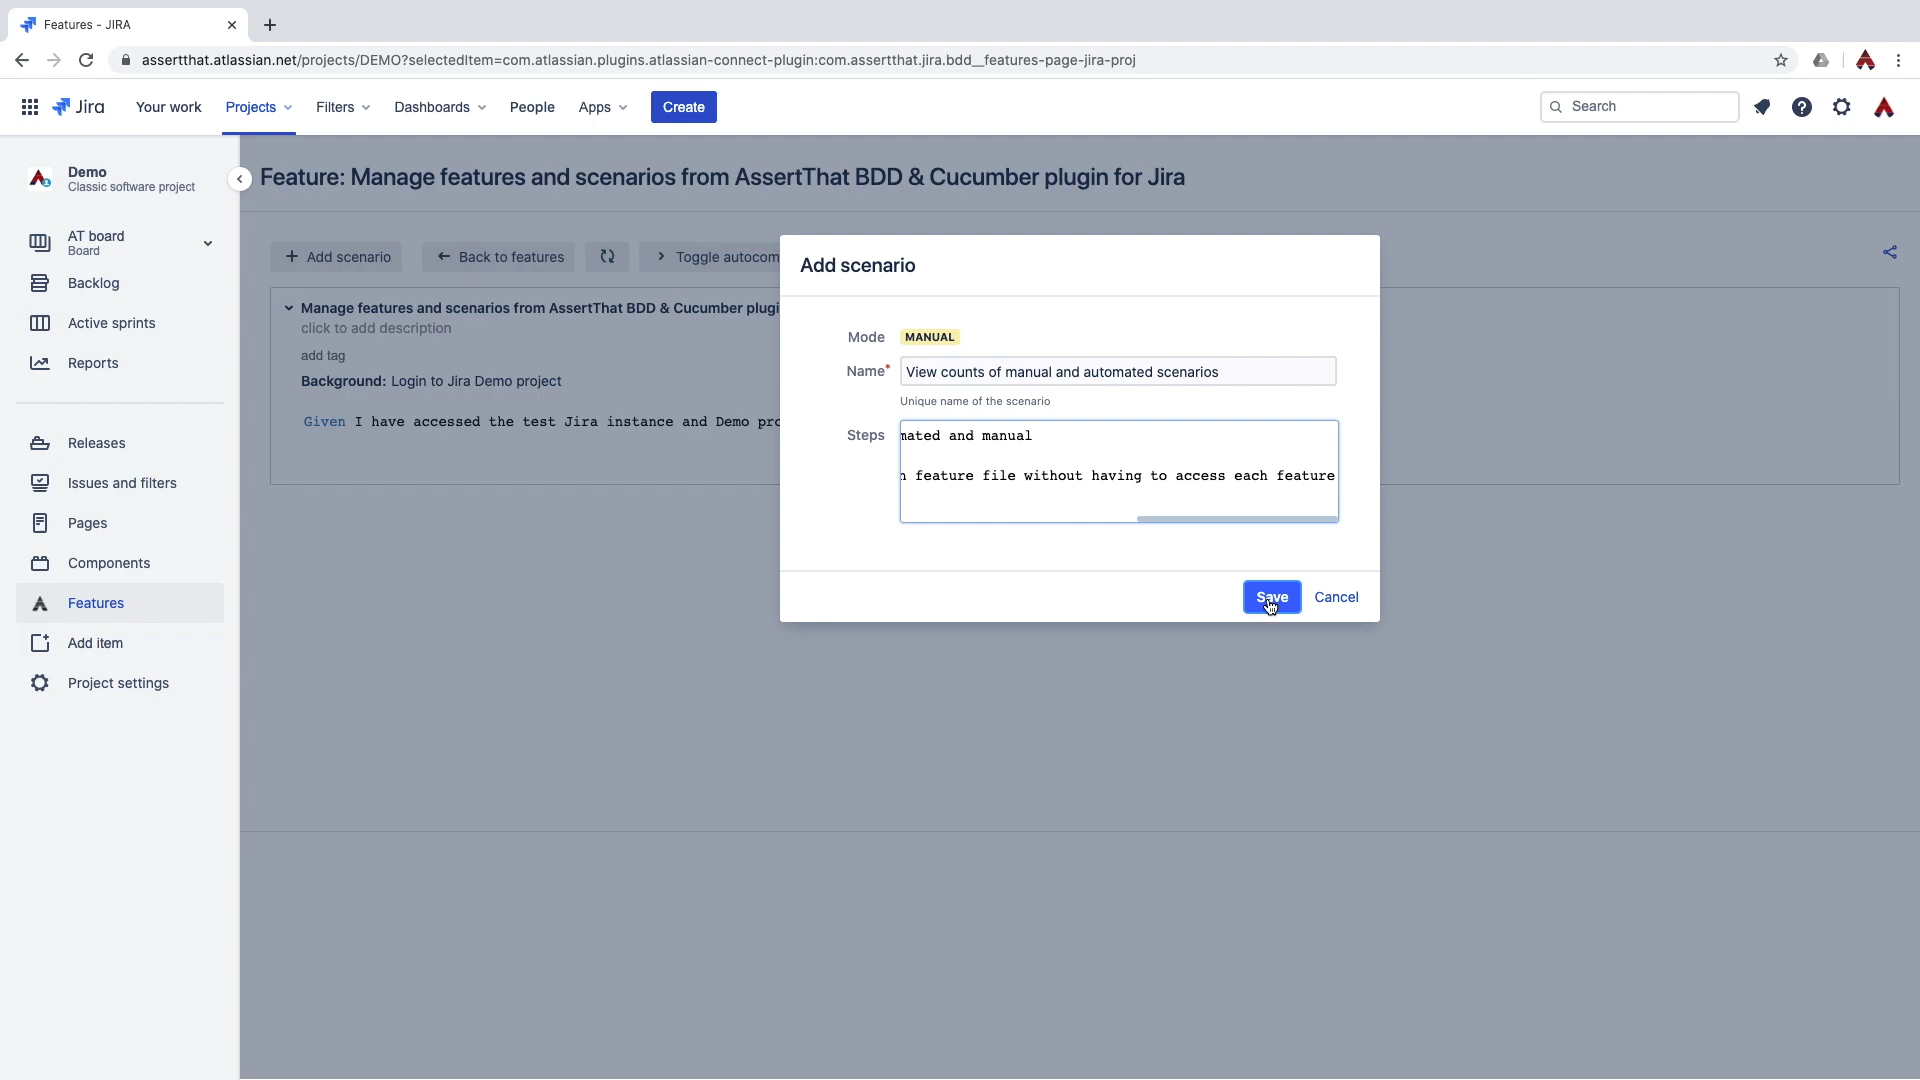 Features - JIRA
assertthat.atlassian.net/projects/DEMO?selectedItem=com.atlassian.plugins.atlassian-connect-plugin:com.assertthat.jira.bdd__features-page-jira-proj
Jira Your work Projects Filters Dashboards People Apps Create Search
Demo
Classic software project
Feature: Manage features and scenarios from AssertThat BDD & Cucumber plugin for Jira
AT board
Board
Backlog
Active sprints
Reports
Releases
Issues and filters
Pages
Components
Features
Add item
Project settings
+ Add scenario Back to features Toggle autocom
Manage features and scenarios from AssertThat BDD & Cucumber plugi
click to add description
add tag
Background: Login to Jira Demo project
Given I have accessed the test Jira instance and Demo pro
Add scenario
Mode MANUAL
Name* View counts of manual and automated scenarios
Unique name of the scenario
Steps mated and manual
n feature file without having to access each feature
Save Cancel